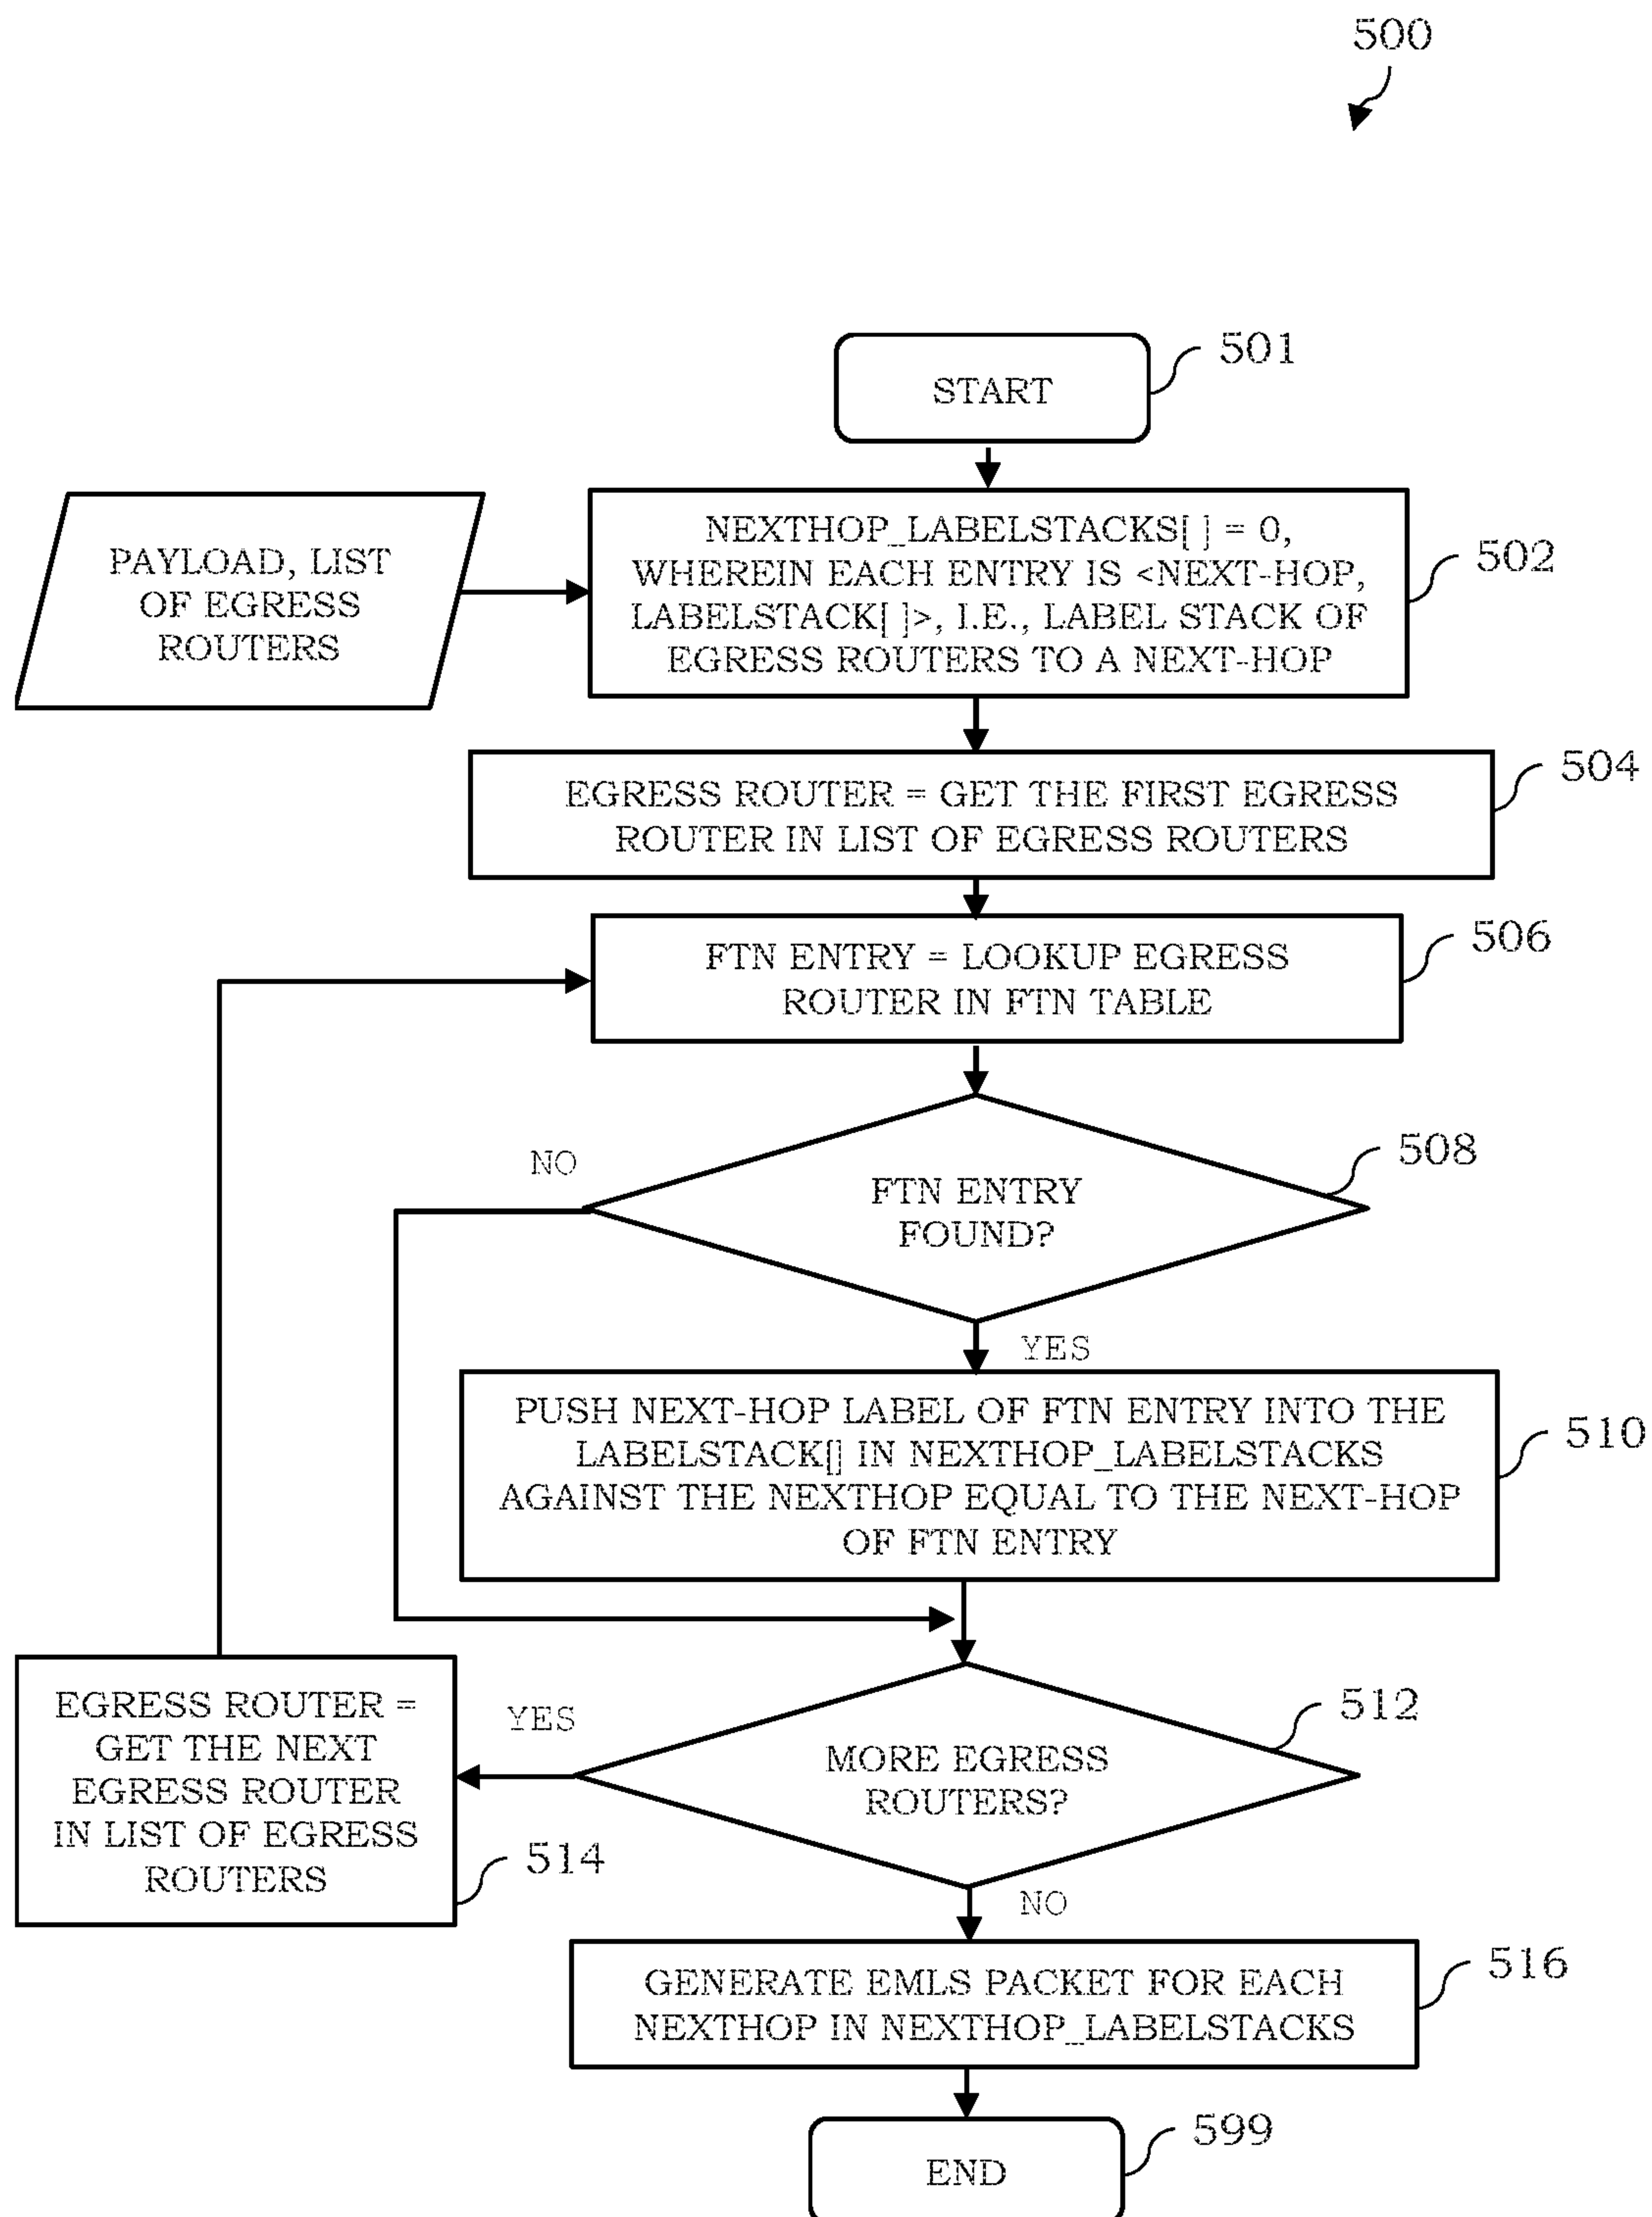 500
501
START
PAYLOAD, LIST
OF EGRESS
ROUTERS
NEXTHOP_LABELSTACKS[ ] = 0,
WHEREIN EACH ENTRY IS <NEXT-HOP,
LABELSTACK[ ]>, I.E., LABEL STACK OF
EGRESS ROUTERS TO A NEXT-HOP
502
EGRESS ROUTER = GET THE FIRST EGRESS
ROUTER IN LIST OF EGRESS ROUTERS
504
FTN ENTRY = LOOKUP EGRESS
ROUTER IN FTN TABLE
506
NO
FTN ENTRY
FOUND?
508
YES
PUSH NEXT-HOP LABEL OF FTN ENTRY INTO THE
LABELSTACK[] IN NEXTHOP_LABELSTACKS
AGAINST THE NEXTHOP EQUAL TO THE NEXT-HOP
OF FTN ENTRY
510
EGRESS ROUTER =
GET THE NEXT
EGRESS ROUTER
IN LIST OF EGRESS
ROUTERS
514
YES
MORE EGRESS
ROUTERS?
512
NO
GENERATE EMLS PACKET FOR EACH
NEXTHOP IN NEXTHOP_LABELSTACKS
516
END
599